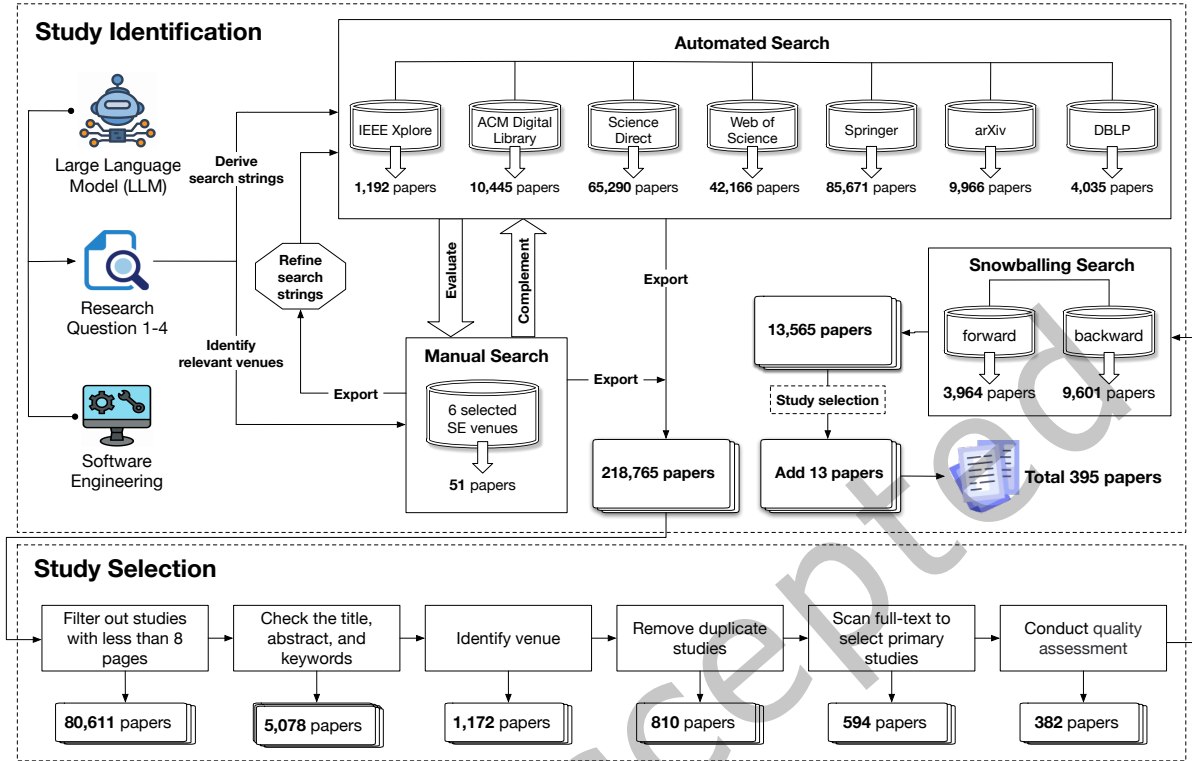 Study Identification
Automated Search
IEEE Xplore
ACM Digital
Library
Science
Direct
Web of
Science
Springer
arXiv
DBLP
1,192 papers
10,445 papers
65,290 papers
42,166 papers
85,671 papers
9,966 papers
4,035 papers
Large Language
Model (LLM)
Derive
search strings
Research
Question 1-4
Refine
search
strings
Evaluate
Complement
Export
Identify
relevant venues
Export
Manual Search
6 selected
SE venues
51 papers
Export
Software
Engineering
Snowballing Search
forward
backward
3,964 papers
9,601 papers
13,565 papers
Study selection
218,765 papers
Add 13 papers
Total 395 papers
Study Selection
Filter out studies
with less than 8
pages
Check the title,
abstract, and
keywords
Identify venue
Remove duplicate
studies
Scan full-text to
select primary
studies
Conduct quality
assessment
80,611 papers
5,078 papers
1,172 papers
810 papers
594 papers
382 papers
ccepted